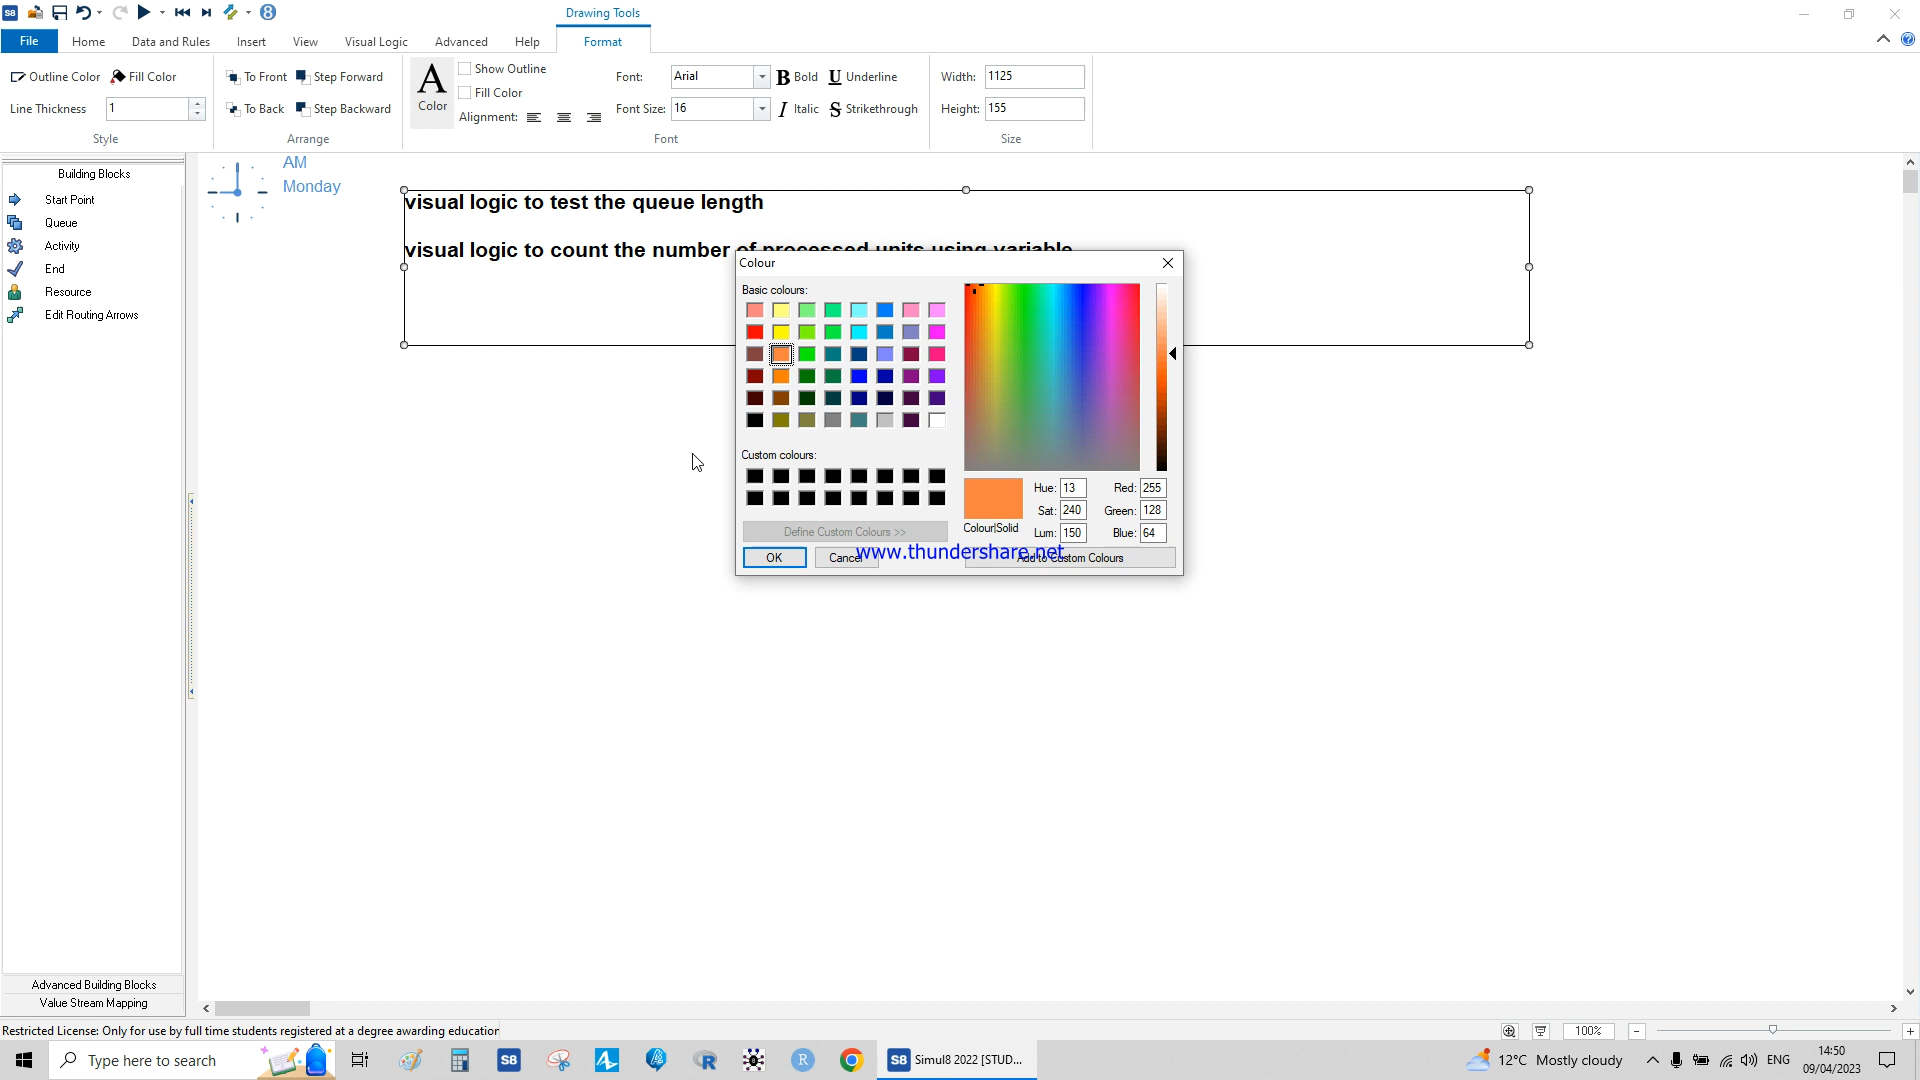 Drawing Tools
File Home Data and Rules Insert View Visual Logic Advanced Help Format
Outline Color Fill Color To Front Step Forward Show Outline Font: Arial Bold Underline Width: 1125
Line Thickness 1 To Back Step Backward Color Fill Color Alignment: Font Size: 16 Italic Strikethrough Height: 155
Style Arrange Font Size
Building Blocks
Start Point
Queue
Activity
End
Resource
Edit Routing Arrows
AM
Monday
visual logic to test the queue length
visual logic to count the number of processed units using variable
Colour
Basic colours:
Custom colours:
Define Custom Colours >>
OK Cancel
Hue: 13 Red: 255
Sat: 240 Green: 128
Colour|Solid Lum: 150 Blue: 64
Add to Custom Colours
www.thundershare.net
Advanced Building Blocks
Value Stream Mapping
Restricted License: Only for use by full time students registered at a degree awarding education
100%
Type here to search
S8 Simul8 2022 [STUD...
12°C Mostly cloudy ENG 14:50
09/04/2023